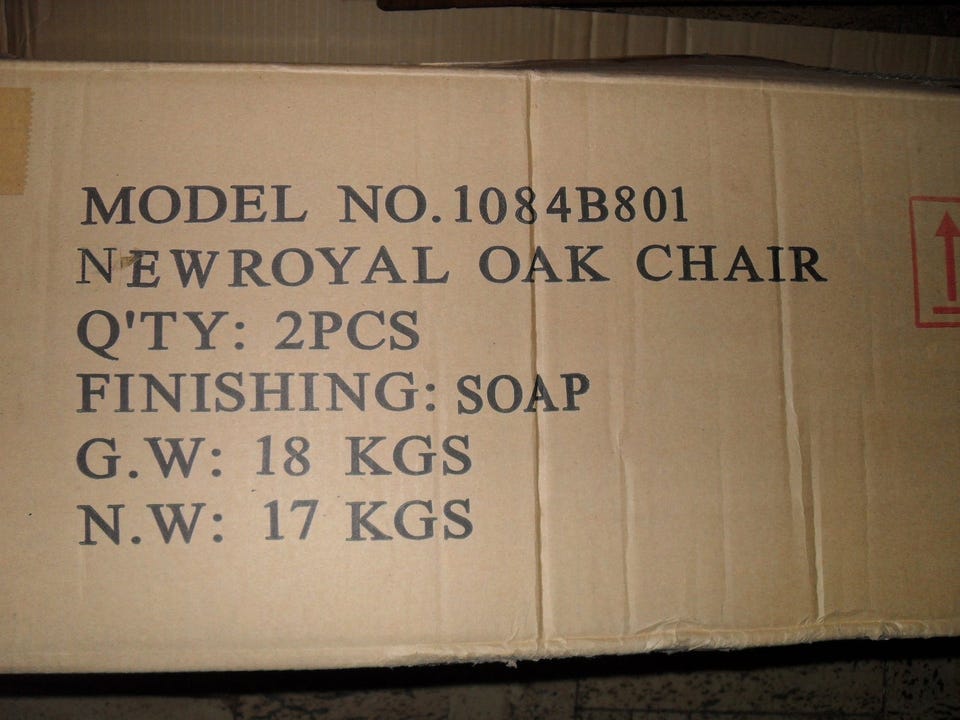 MODEL NO.1084B801
NEWROYAL OAK CHAIR
Q'TY: 2PCS
FINISHING: SOAP
G.W: 18 KGS
N.W: 17 KGS